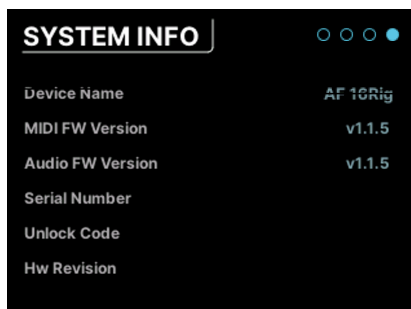 SYSTEM INFO
Device Name AF 16Rig
MIDI FW Version v1.1.5
Audio FW Version v1.1.5
Serial Number
Unlock Code
Hw Revision